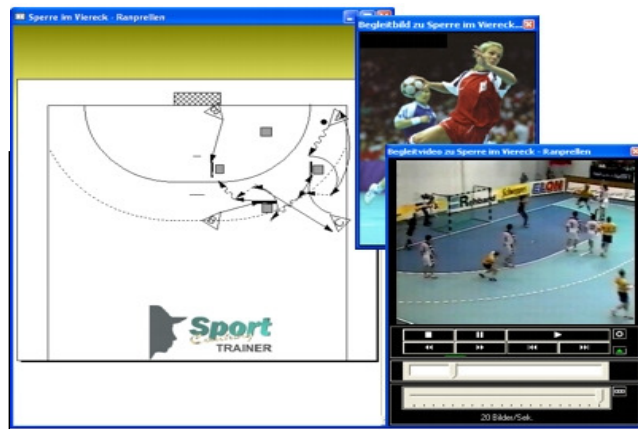 Sperre im Viereck - Ranprellen
Begleitbild zu Sperre im Viereck...
Begleitvideo zu Sperre im Viereck - Ranprellen
ELON
Sport
TRAINER
20 Bilder/Sek.